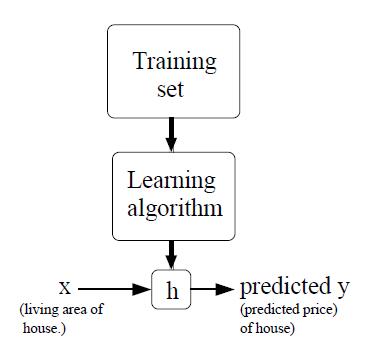 Training
set
Learning
algorithm
x
(living area of
house.)
h
predicted y
(predicted price)
of house)